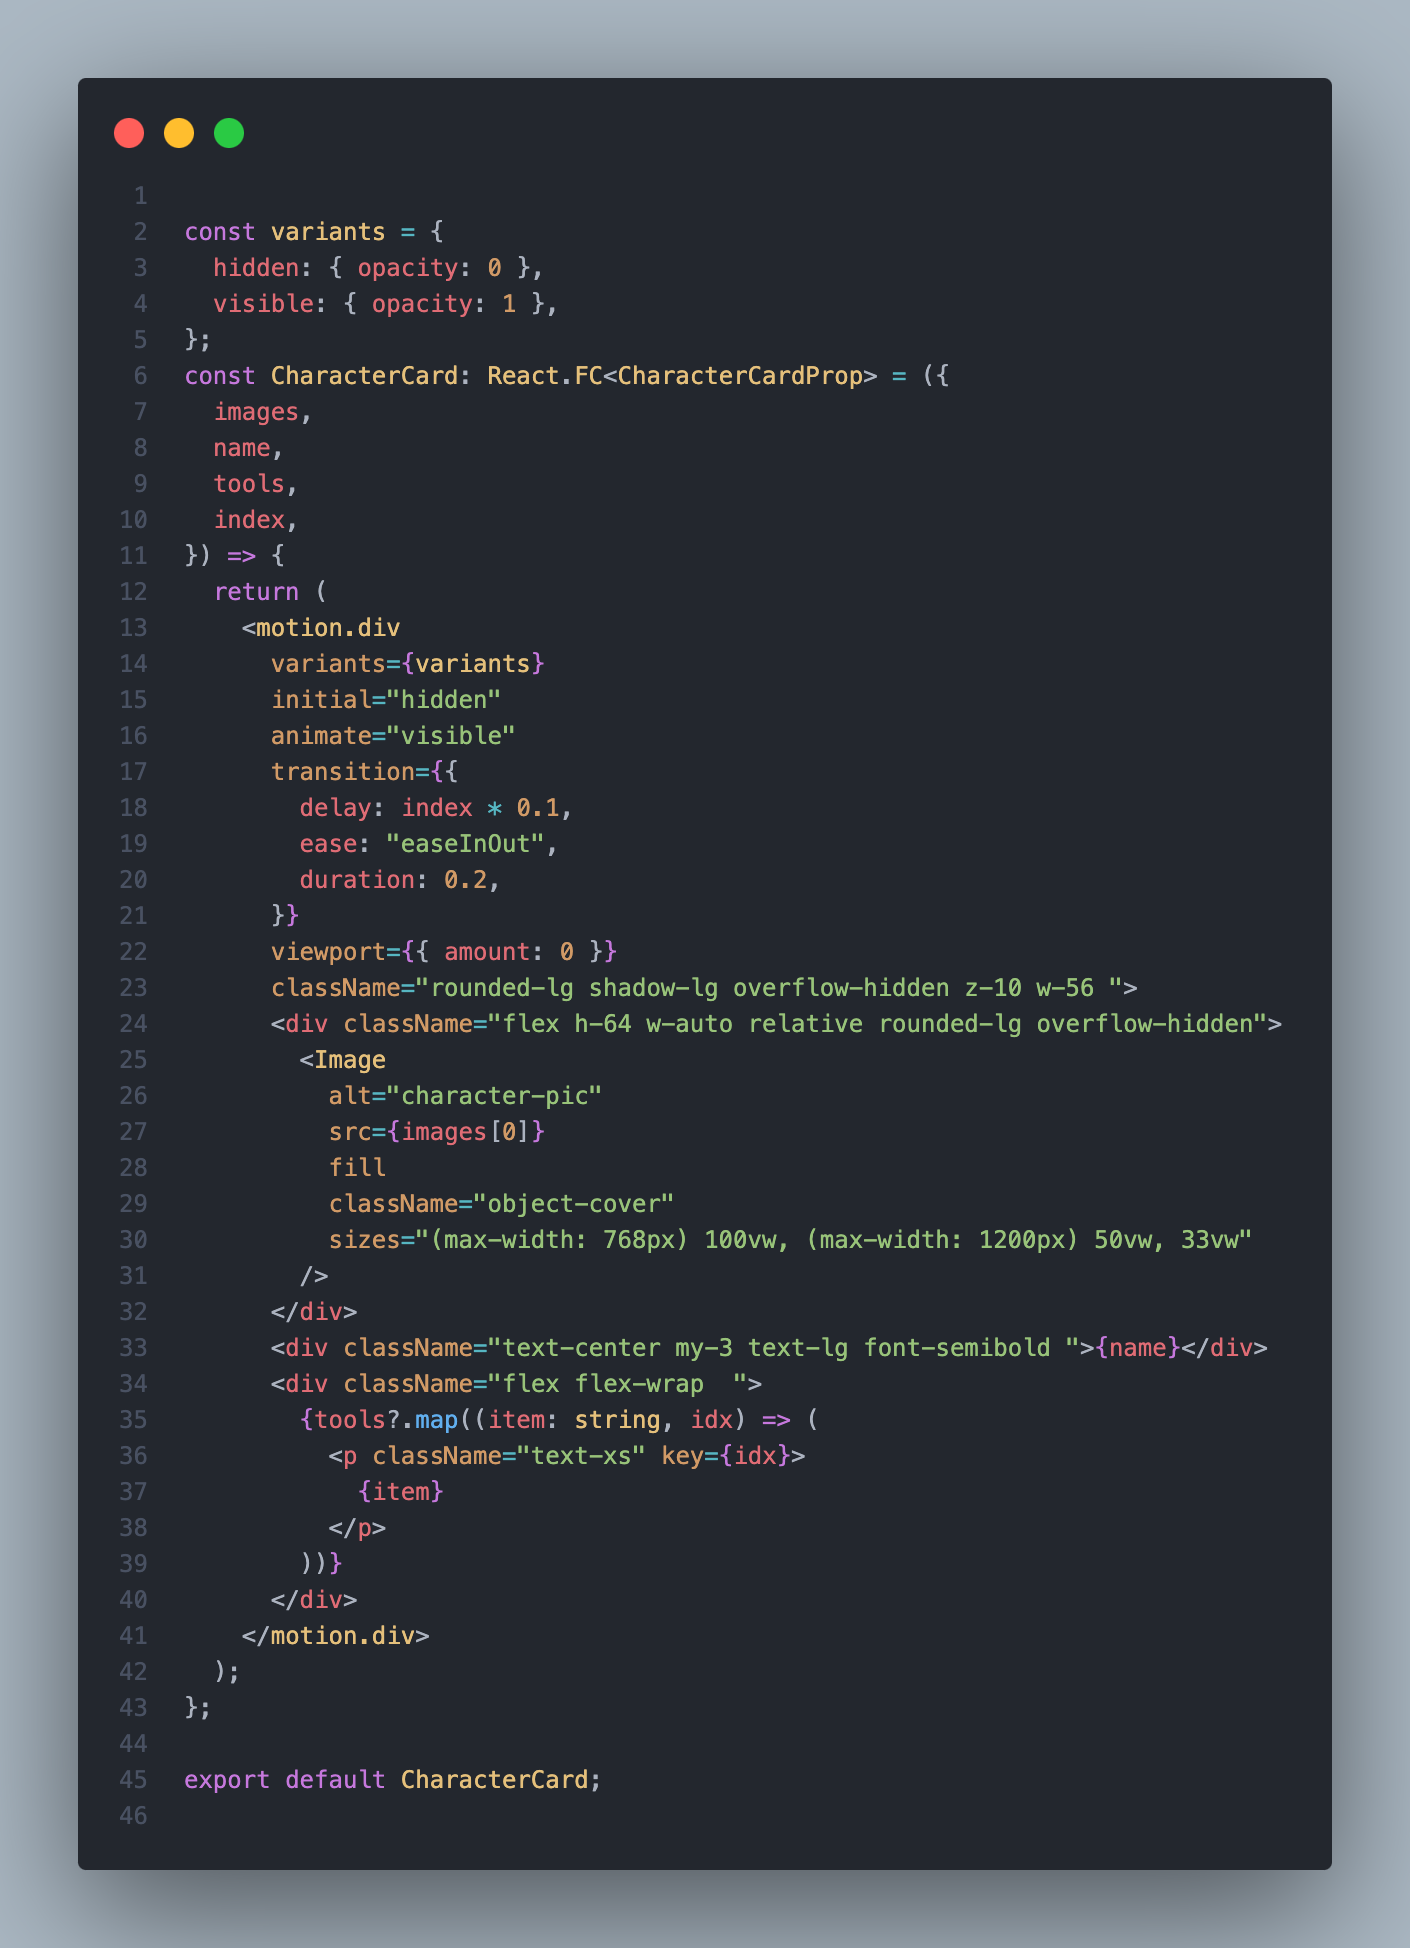 1
2 const variants = {
3   hidden: { opacity: 0 },
4   visible: { opacity: 1 },
5 };
6 const CharacterCard: React.FC<CharacterCardProp> = ({
7   images,
8   name,
9   tools,
10   index,
11 }) => {
12   return (
13     <motion.div
14       variants={variants}
15       initial="hidden"
16       animate="visible"
17       transition={{
18         delay: index * 0.1,
19         ease: "easeInOut",
20         duration: 0.2,
21       }}
22       viewport={{ amount: 0 }}
23       className="rounded-lg shadow-lg overflow-hidden z-10 w-56 ">
24       <div className="flex h-64 w-auto relative rounded-lg overflow-hidden">
25         <Image
26           alt="character-pic"
27           src={images[0]}
28           fill
29           className="object-cover"
30           sizes="(max-width: 768px) 100vw, (max-width: 1200px) 50vw, 33vw"
31         />
32       </div>
33       <div className="text-center my-3 text-lg font-semibold ">{name}</div>
34       <div className="flex flex-wrap  ">
35         {tools?.map((item: string, idx) => (
36           <p className="text-xs" key={idx}>
37             {item}
38           </p>
39         ))}
40       </div>
41     </motion.div>
42   );
43 };
44
45 export default CharacterCard;
46